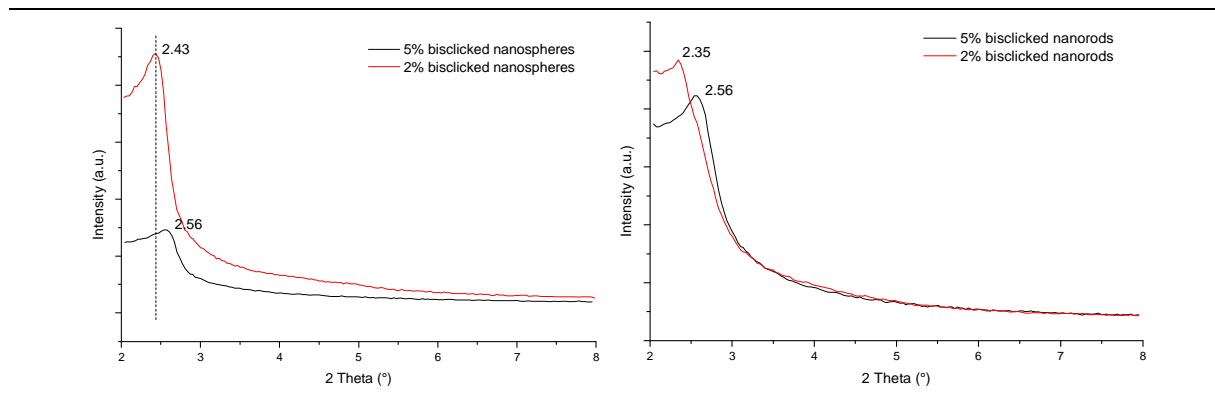 2.43
5% bisclicked nanospheres
2% bisclicked nanospheres
2.56
Intensity (a.u.)
2 3 4 5 6 7 8
2 Theta (°)
2.35
5% bisclicked nanorods
2% bisclicked nanorods
2.56
Intensity (a.u.)
2 3 4 5 6 7 8
2 Theta (°)